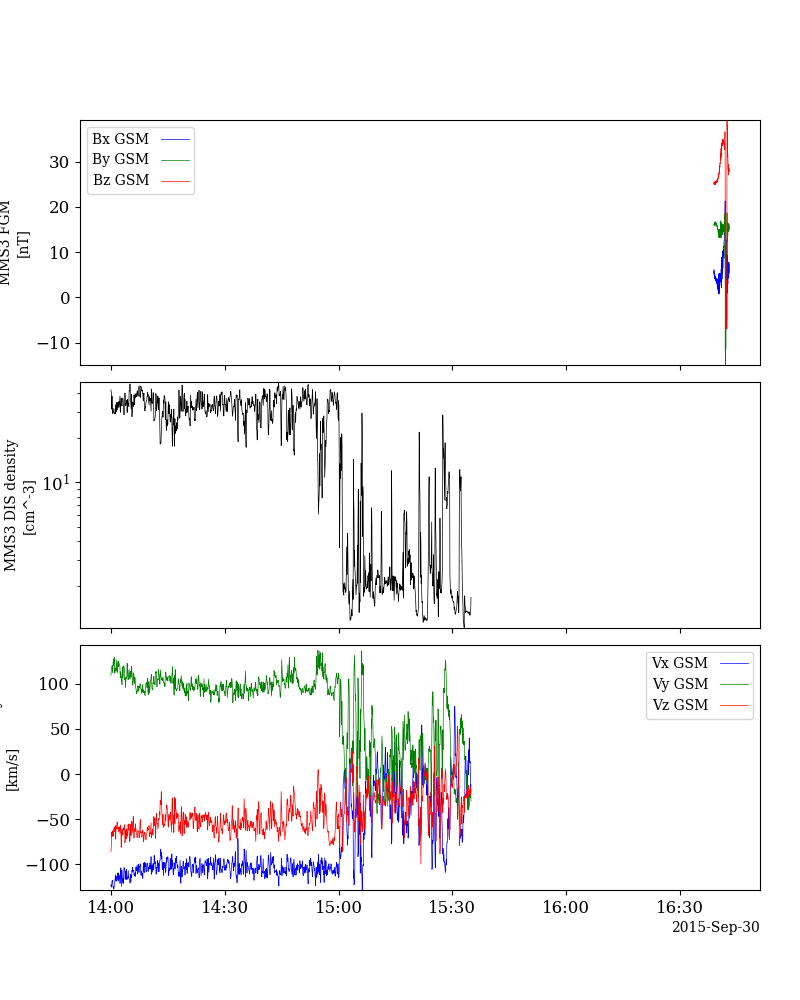 Bx GSM
By GSM
Bz GSM
30
20
10
0
−10
MMS3 FGM
[nT]
10^1
MMS3 DIS density
[cm^-3]
Vx GSM
Vy GSM
Vz GSM
100
50
0
−50
−100
[km/s]
14:00 14:30 15:00 15:30 16:00 16:30
2015-Sep-30